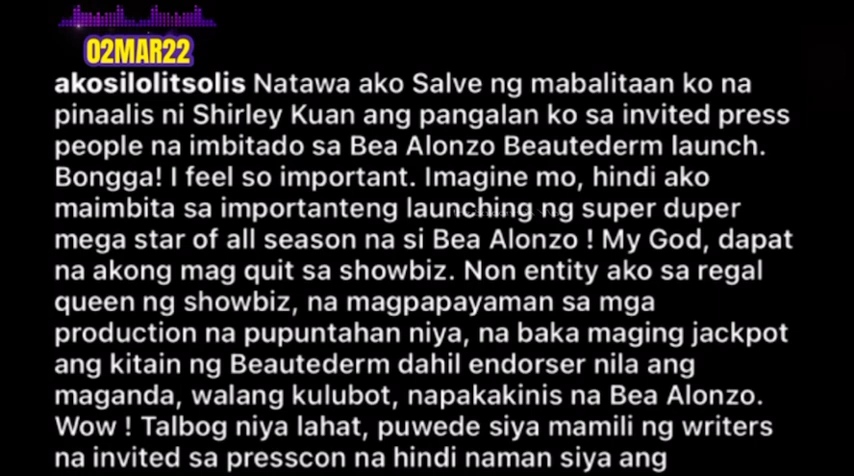 02MAR22
akosilolitsolis Natawa ako Salve ng mabalitaan ko na
pinaalis ni Shirley Kuan ang pangalan ko sa invited press
people na imbitado sa Bea Alonzo Beautederm launch.
Bongga! I feel so important. Imagine mo, hindi ako
maimbita sa importanteng launching ng super duper
mega star of all season na si Bea Alonzo ! My God, dapat
na akong mag quit sa showbiz. Non entity ako sa regal
queen ng showbiz, na magpapayaman sa mga
production na pupuntahan niya, na baka maging jackpot
ang kitain ng Beautederm dahil endorser nila ang
maganda, walang kulubot, napakakinis na Bea Alonzo.
Wow ! Talbog niya lahat, puwede siya mamili ng writers
na invited sa presscon na hindi naman siya ang